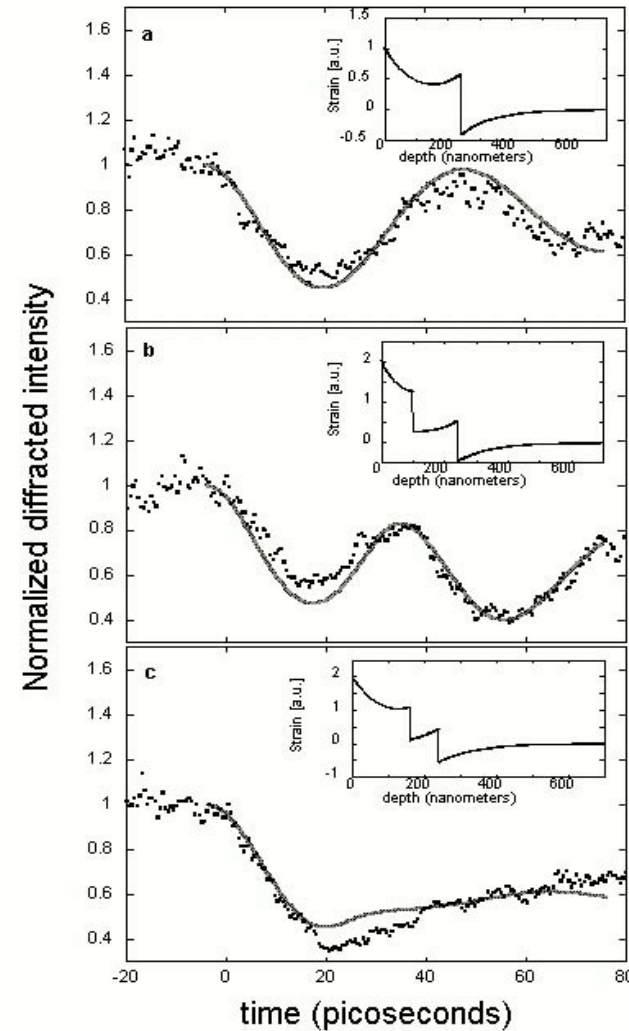 Normalized diffracted intensity
1.6
1.4
1.2
1
0.8
0.6
0.4
a
1.5
1
0.5
0
-0.5
Strain [a.u.]
0 200 400 600
depth (nanometers)
1.6
1.4
1.2
1
0.8
0.6
0.4
b
2
1
0
Strain [a.u.]
0 200 400 600
depth (nanometers)
1.6
1.4
1.2
1
0.8
0.6
0.4
c
2
1
0
-1
Strain [a.u.]
0 200 400 600
depth (nanometers)
-20 0 20 40 60 80
time (picoseconds)